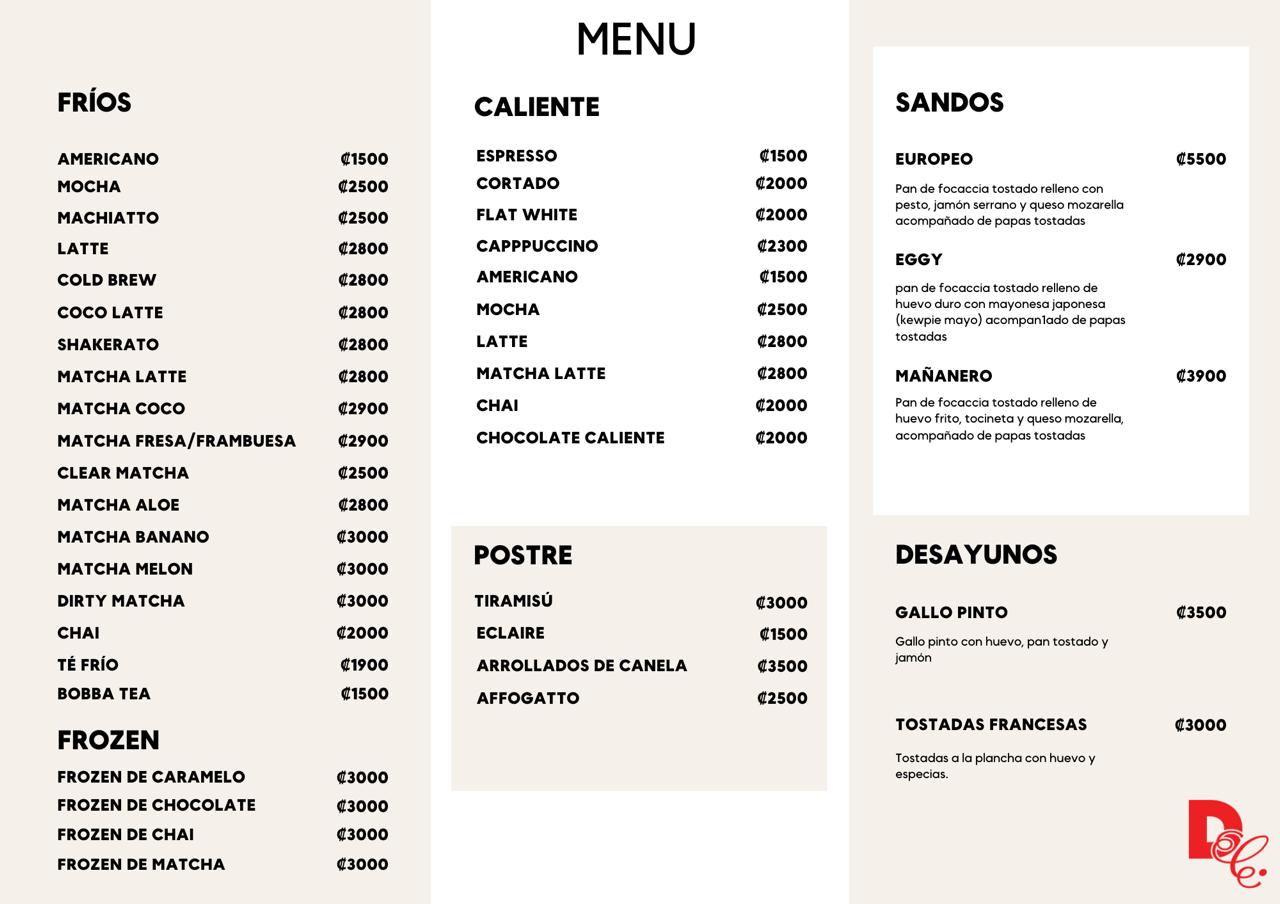 MENU
FRÍOS
AMERICANO ₡1500
MOCHA ₡2500
MACHIATTO ₡2500
LATTE ₡2800
COLD BREW ₡2800
COCO LATTE ₡2800
SHAKERATO ₡2800
MATCHA LATTE ₡2800
MATCHA COCO ₡2900
MATCHA FRESA/FRAMBUESA ₡2900
CLEAR MATCHA ₡2500
MATCHA ALOE ₡2800
MATCHA BANANO ₡3000
MATCHA MELON ₡3000
DIRTY MATCHA ₡3000
CHAI ₡2000
TÉ FRÍO ₡1900
BOBBA TEA ₡1500
FROZEN
FROZEN DE CARAMELO ₡3000
FROZEN DE CHOCOLATE ₡3000
FROZEN DE CHAI ₡3000
FROZEN DE MATCHA ₡3000
CALIENTE
ESPRESSO ₡1500
CORTADO ₡2000
FLAT WHITE ₡2000
CAPPPUCCINO ₡2300
AMERICANO ₡1500
MOCHA ₡2500
LATTE ₡2800
MATCHA LATTE ₡2800
CHAI ₡2000
CHOCOLATE CALIENTE ₡2000
POSTRE
TIRAMISÚ ₡3000
ECLAIRE ₡1500
ARROLLADOS DE CANELA ₡3500
AFFOGATTO ₡2500
SANDOS
EUROPEO ₡5500
Pan de focaccia tostado relleno con
pesto, jamón serrano y queso mozarella
acompañado de papas tostadas
EGGY ₡2900
pan de focaccia tostado relleno de
huevo duro con mayonesa japonesa
(kewpie mayo) acompan1ado de papas
tostadas
MAÑANERO ₡3900
Pan de focaccia tostado relleno de
huevo frito, tocineta y queso mozarella,
acompañado de papas tostadas
DESAYUNOS
GALLO PINTO ₡3500
Gallo pinto con huevo, pan tostado y
jamón
TOSTADAS FRANCESAS ₡3000
Tostadas a la plancha con huevo y
especias.